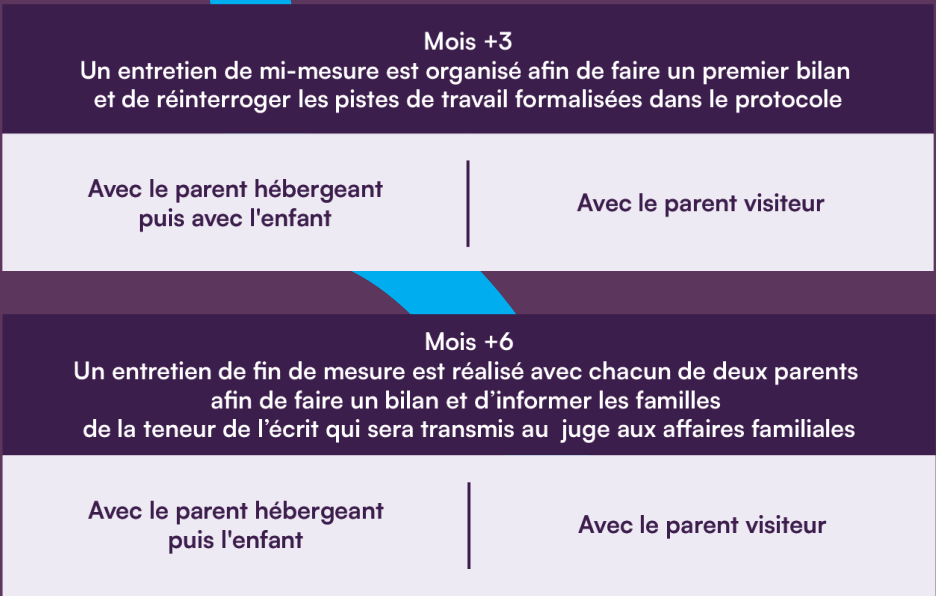 Mois +3
Un entretien de mi-mesure est organisé afin de faire un premier bilan
et de réinterroger les pistes de travail formalisées dans le protocole
Avec le parent hébergeant
puis avec l'enfant
Avec le parent visiteur
Mois +6
Un entretien de fin de mesure est réalisé avec chacun de deux parents
afin de faire un bilan et d’informer les familles
de la teneur de l’écrit qui sera transmis au  juge aux affaires familiales
Avec le parent hébergeant
puis l'enfant
Avec le parent visiteur